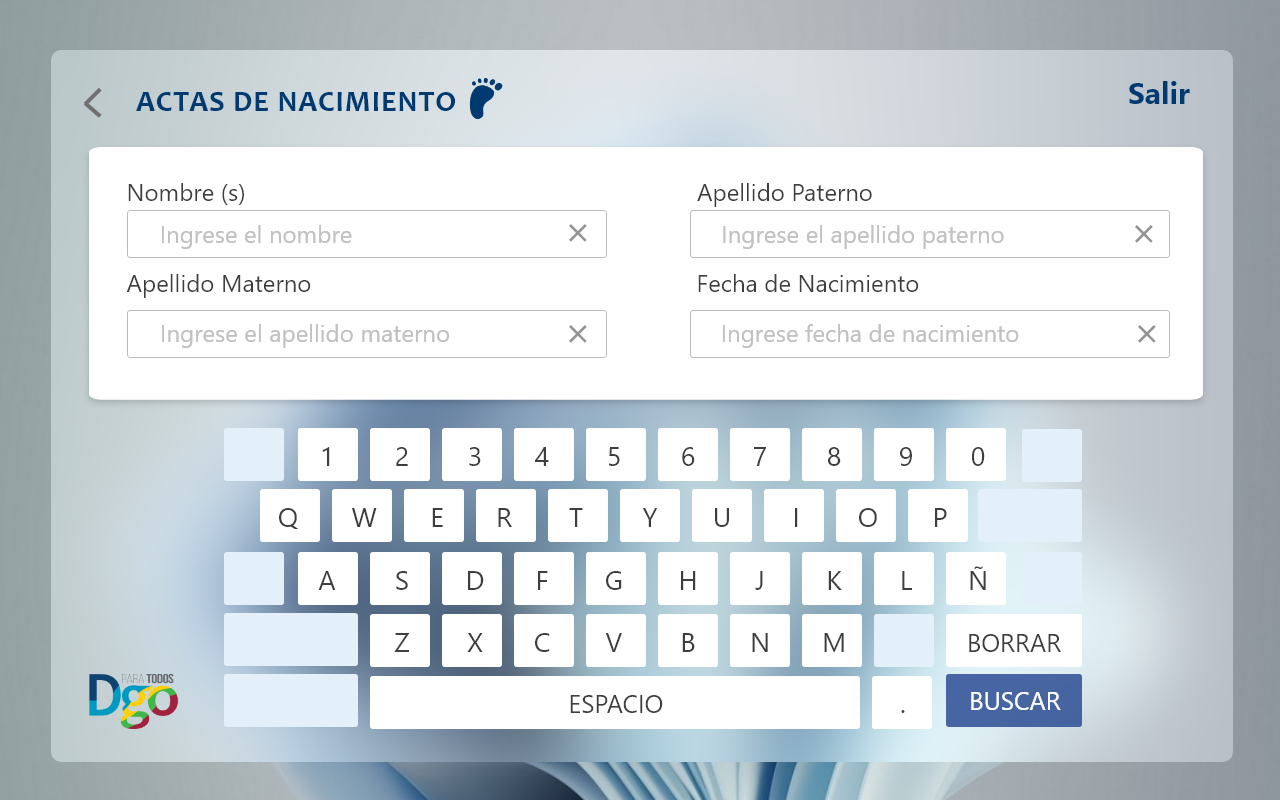 ACTAS DE NACIMIENTO
Salir
Nombre (s)
Apellido Paterno
Ingrese el nombre
Ingrese el apellido paterno
Apellido Materno
Fecha de Nacimiento
Ingrese el apellido materno
Ingrese fecha de nacimiento
1 2 3 4 5 6 7 8 9 0
Q W E R T Y U I O P
A S D F G H J K L Ñ
Z X C V B N M BORRAR
PARA TODOS
Dgo
ESPACIO . BUSCAR